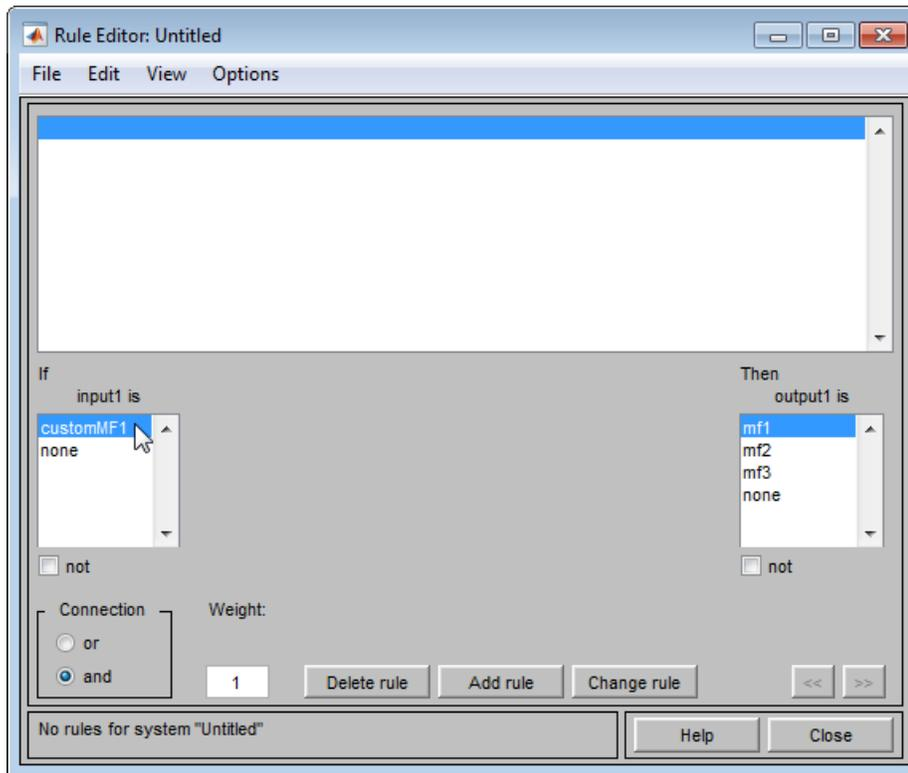 Rule Editor: Untitled
File Edit View Options
If
input1 is
customMF1
none
not
Then
output1 is
mf1
mf2
mf3
none
not
Connection
or
and
Weight:
1
Delete rule
Add rule
Change rule
<<
>>
No rules for system "Untitled"
Help
Close